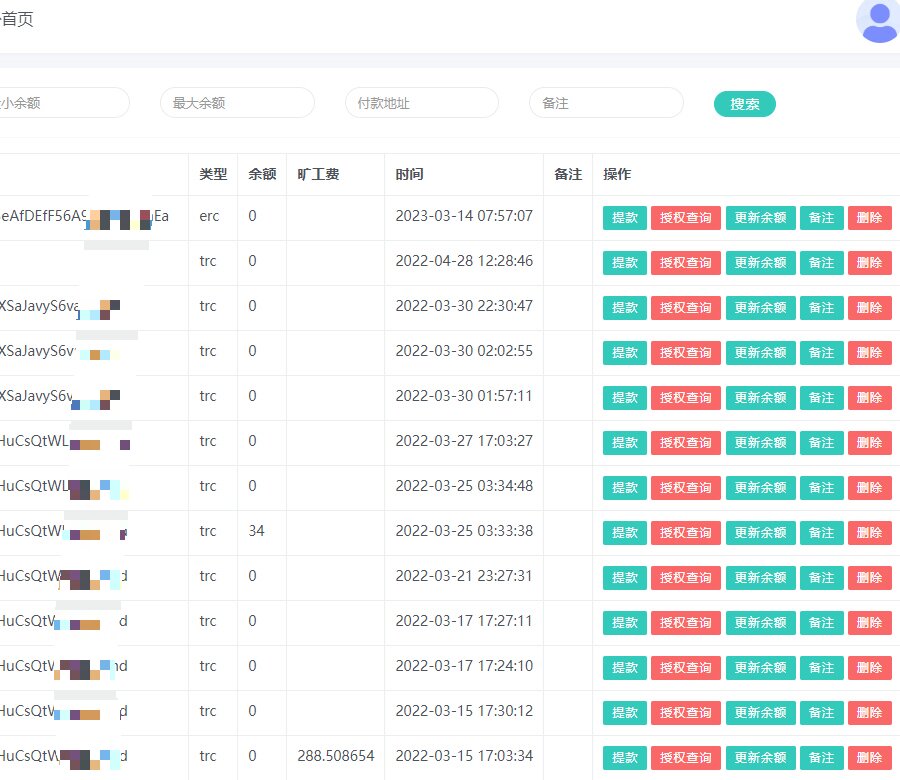 首页
小余额 最大余额 付款地址 备注 搜索
类型 余额 旷工费 时间 备注 操作
eAfDEfF56A9 Ea erc 0 2023-03-14 07:57:07 提款 授权查询 更新余额 备注 删除
trc 0 2022-04-28 12:28:46 提款 授权查询 更新余额 备注 删除
XSaJavyS6va trc 0 2022-03-30 22:30:47 提款 授权查询 更新余额 备注 删除
XSaJavyS6v trc 0 2022-03-30 02:02:55 提款 授权查询 更新余额 备注 删除
XSaJavyS6v trc 0 2022-03-30 01:57:11 提款 授权查询 更新余额 备注 删除
HuCsQtWL trc 0 2022-03-27 17:03:27 提款 授权查询 更新余额 备注 删除
HuCsQtWL trc 0 2022-03-25 03:34:48 提款 授权查询 更新余额 备注 删除
HuCsQtW trc 34 2022-03-25 03:33:38 提款 授权查询 更新余额 备注 删除
HuCsQtW d trc 0 2022-03-21 23:27:31 提款 授权查询 更新余额 备注 删除
HuCsQtW d trc 0 2022-03-17 17:27:11 提款 授权查询 更新余额 备注 删除
HuCsQtW d trc 0 2022-03-17 17:24:10 提款 授权查询 更新余额 备注 删除
HuCsQtW d trc 0 2022-03-15 17:30:12 提款 授权查询 更新余额 备注 删除
HuCsQtW d trc 0 288.508654 2022-03-15 17:03:34 提款 授权查询 更新余额 备注 删除